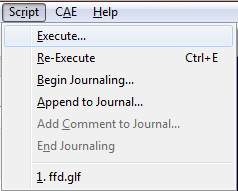 Script CAE Help
Execute...
Re-Execute Ctrl+E
Begin Journaling...
Append to Journal...
Add Comment to Journal...
End Journaling
1. ffd.glf